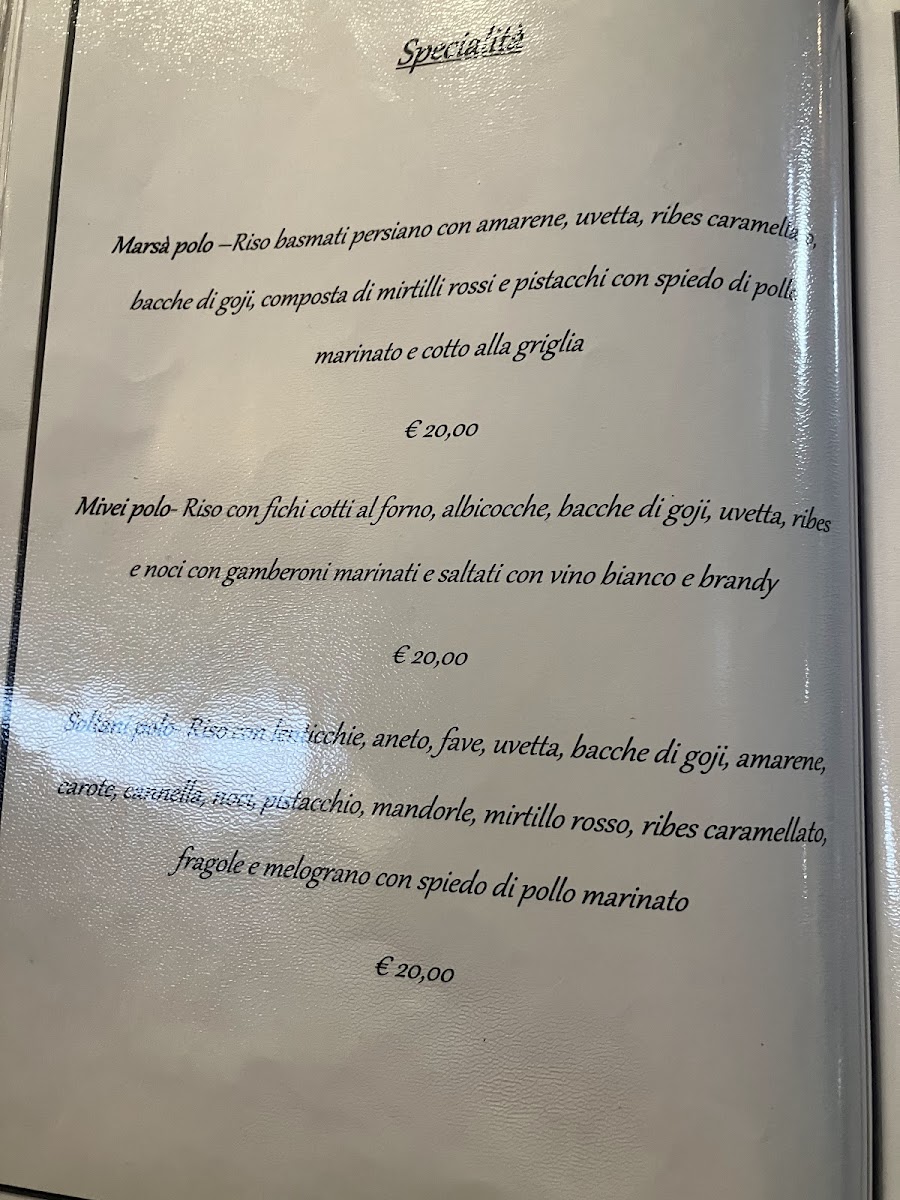 Specialità
Marsà polo –Riso basmati persiano con amarene, uvetta, ribes caramellato,
bacche di goji, composta di mirtilli rossi e pistacchi con spiedo di pollo
marinato e cotto alla griglia
€ 20,00
Mivei polo- Riso con fichi cotti al forno, albicocche, bacche di goji, uvetta, ribes
e noci con gamberoni marinati e saltati con vino bianco e brandy
€ 20,00
Soltani polo- Riso con lenticchie, aneto, fave, uvetta, bacche di goji, amarene,
carote, cannella, noci, pistacchio, mandorle, mirtillo rosso, ribes caramellato,
fragole e melograno con spiedo di pollo marinato
€ 20,00